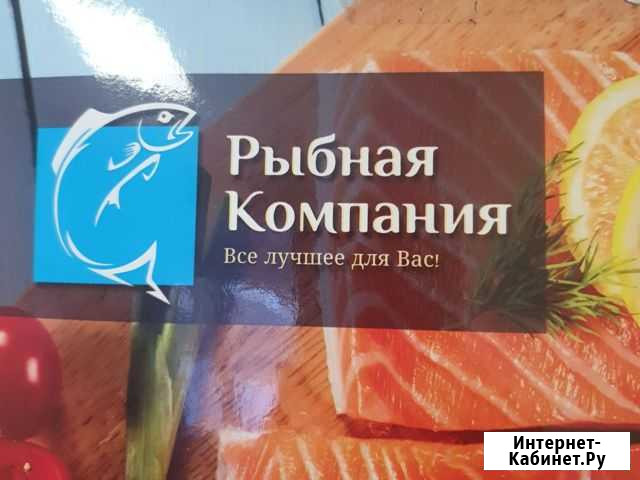 Рыбная
Компания
Все лучшее для Вас!
Интернет-
Кабинет.Ру